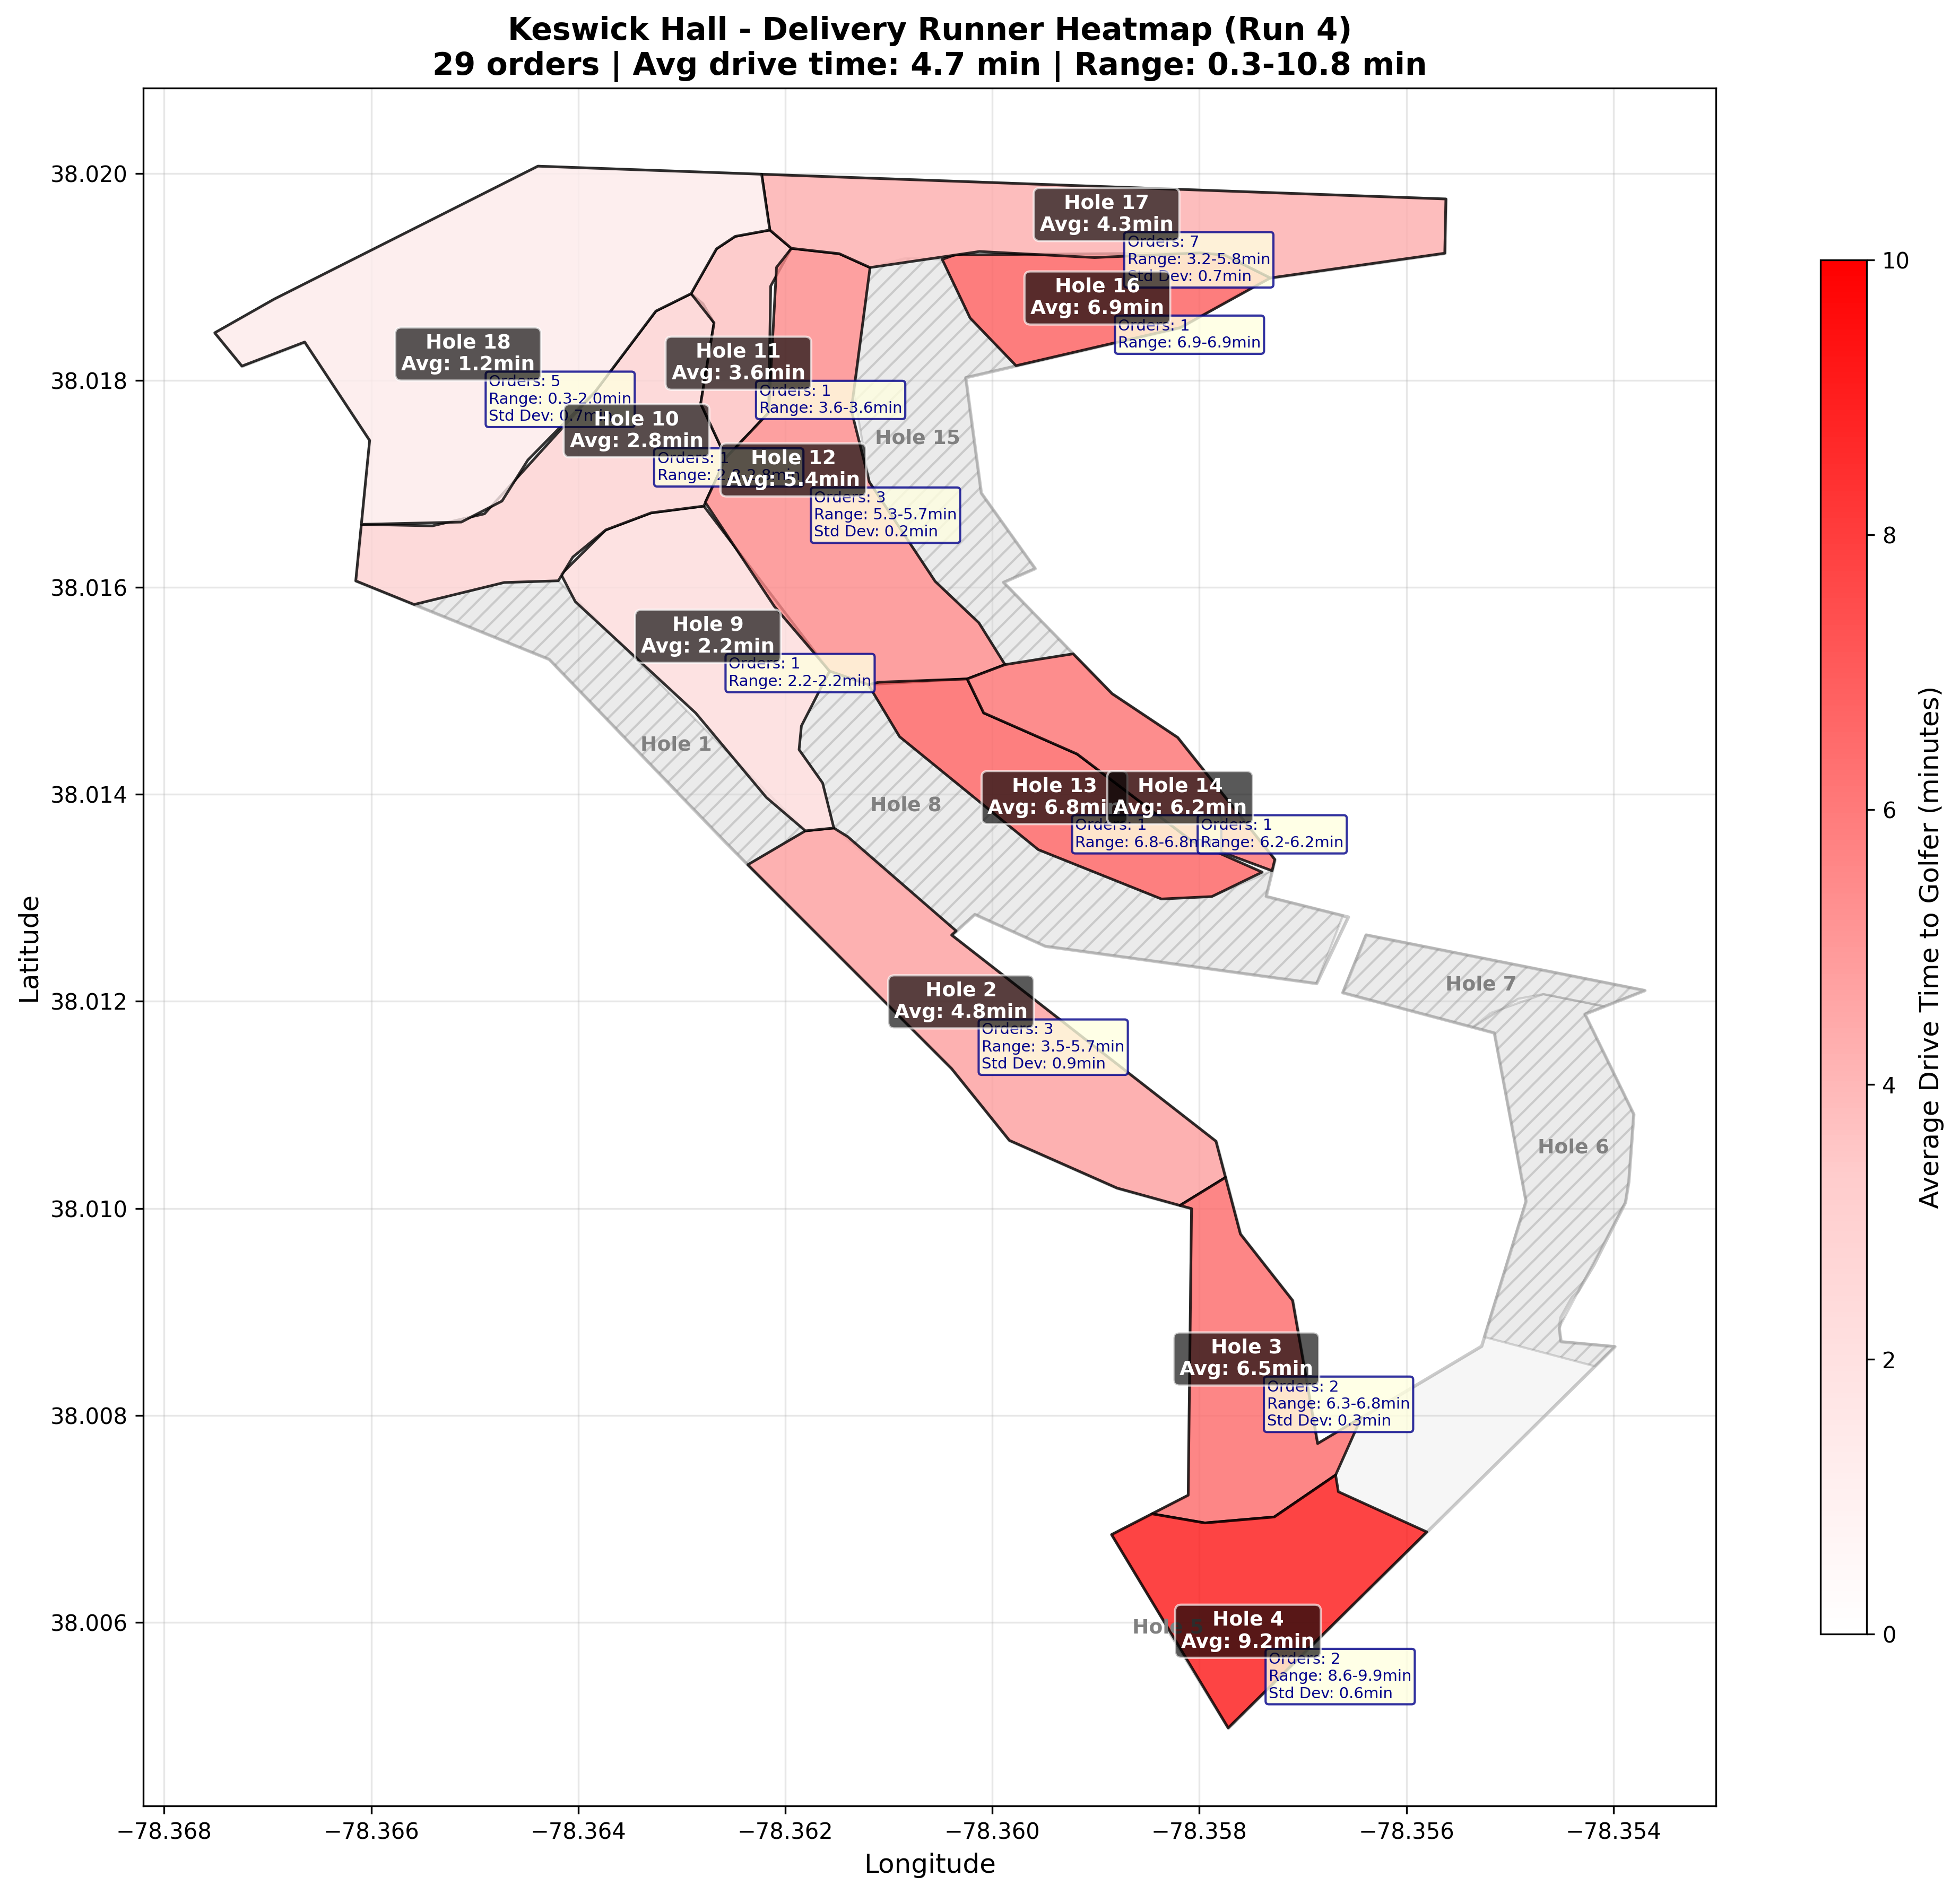 Keswick Hall - Delivery Runner Heatmap (Run 4)
29 orders | Avg drive time: 4.7 min | Range: 0.3-10.8 min
Latitude
38.020
38.018
38.016
38.014
38.012
38.010
38.008
38.006
Hole 17
Avg: 4.3min
Orders: 7
Range: 3.2-5.8min
Std Dev: 0.7min
Hole 16
Avg: 6.9min
Orders: 1
Range: 6.9-6.9min
Hole 18
Avg: 1.2min
Orders: 5
Range: 0.3-2.0min
Std Dev: 0.7min
Hole 11
Avg: 3.6min
Orders: 1
Range: 3.6-3.6min
Hole 10
Avg: 2.8min
Orders: 1
Range:
Hole 15
Hole 12
Avg: 5.4min
Orders: 3
Range: 5.3-5.7min
Std Dev: 0.2min
Hole 9
Avg: 2.2min
Orders: 1
Range: 2.2-2.2min
Hole 1
Hole 8
Hole 13
Avg: 6.8min
Orders: 1
Range: 6.8-6.8m
Hole 14
Avg: 6.2min
Orders: 1
Range: 6.2-6.2min
Hole 7
Hole 2
Avg: 4.8min
Orders: 3
Range: 3.5-5.7min
Std Dev: 0.9min
Hole 6
Hole 3
Avg: 6.5min
Orders: 2
Range: 6.3-6.8min
Std Dev: 0.3min
Hole 5
Hole 4
Avg: 9.2min
Orders: 2
Range: 8.6-9.9min
Std Dev: 0.6min
−78.368
−78.366
−78.364
−78.362
−78.360
−78.358
−78.356
−78.354
Longitude
10
8
6
4
2
0
Average Drive Time to Golfer (minutes)